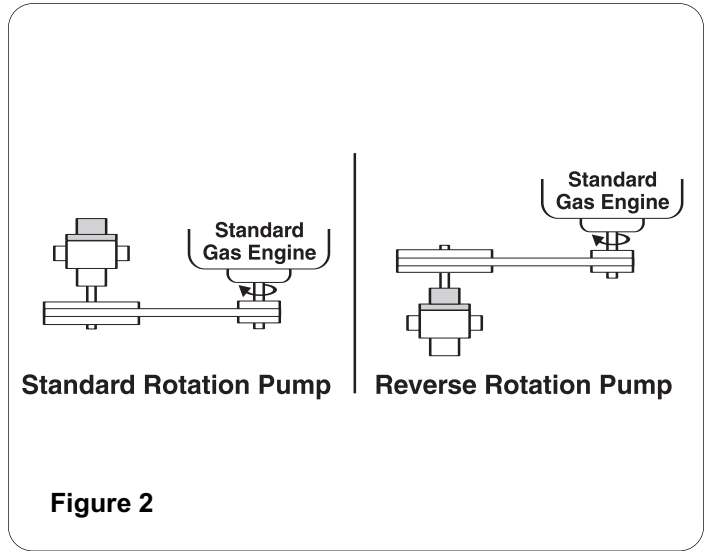 Standard
Gas Engine
Standard Rotation Pump
Standard
Gas Engine
Reverse Rotation Pump
Figure 2